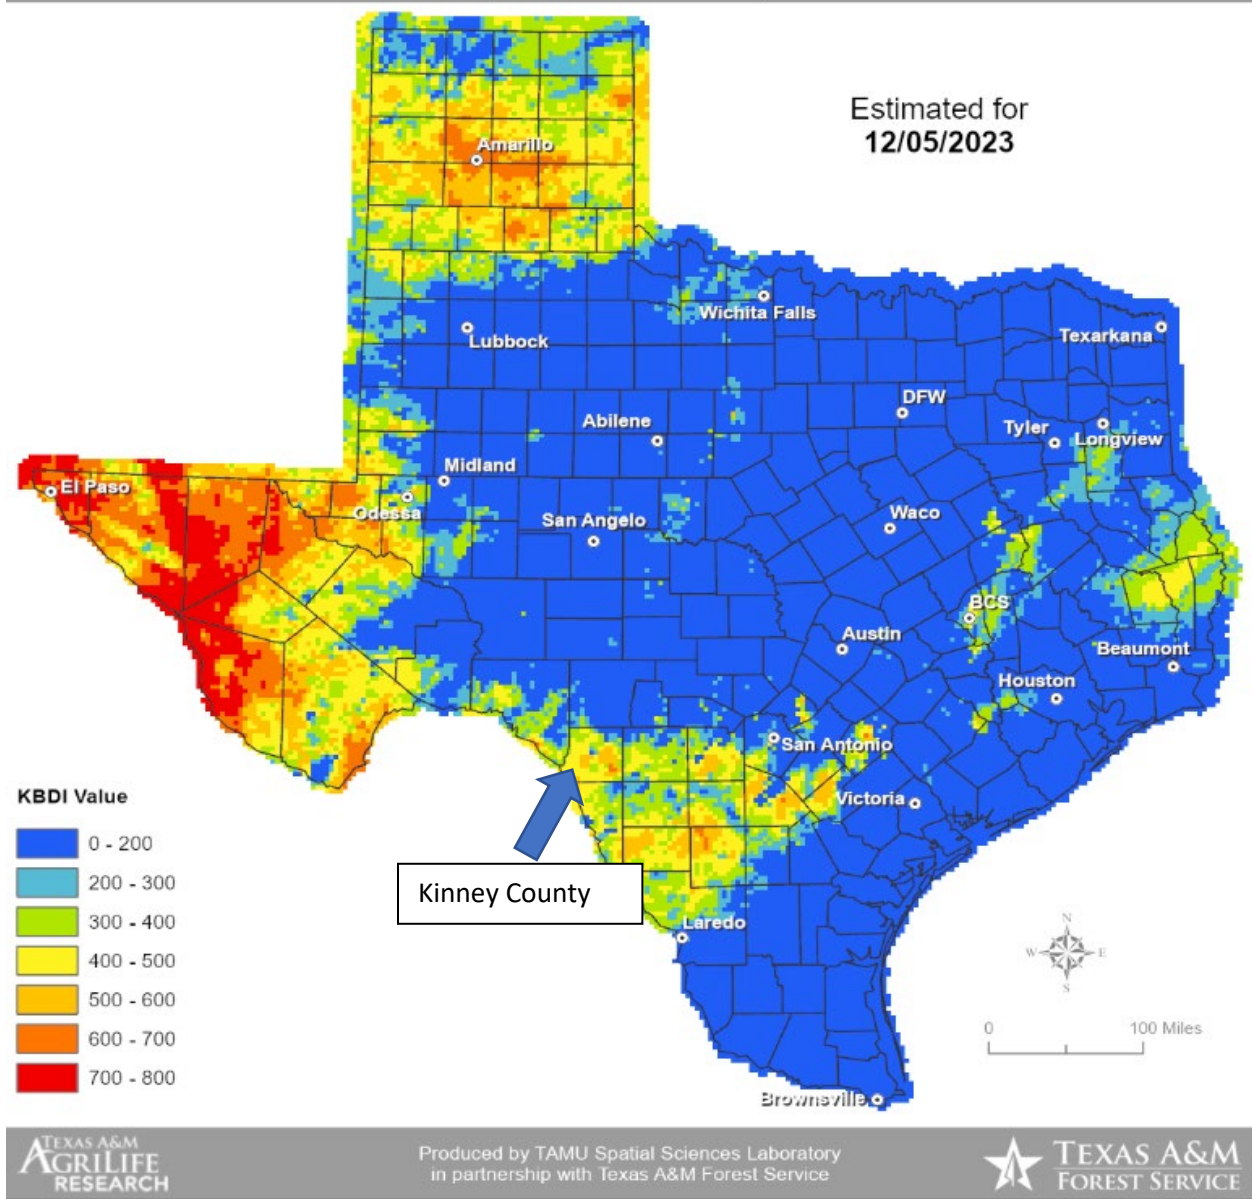 Estimated for
12/05/2023
Amarillo
Wichita Falls
Lubbock
Texarkana
DFW
Abilene
Tyler
Longview
Midland
El Paso
Odessa
San Angelo
Waco
BCS
Austin
Beaumont
Houston
San Antonio
Victoria
KBDI Value
0 - 200
200 - 300
300 - 400
400 - 500
500 - 600
600 - 700
700 - 800
Kinney County
Laredo
Brownsville
N
W E
S
0 100 Miles
TEXAS A&M
AGRILIFE
RESEARCH
Produced by TAMU Spatial Sciences Laboratory
in partnership with Texas A&M Forest Service
TEXAS A&M
FOREST SERVICE